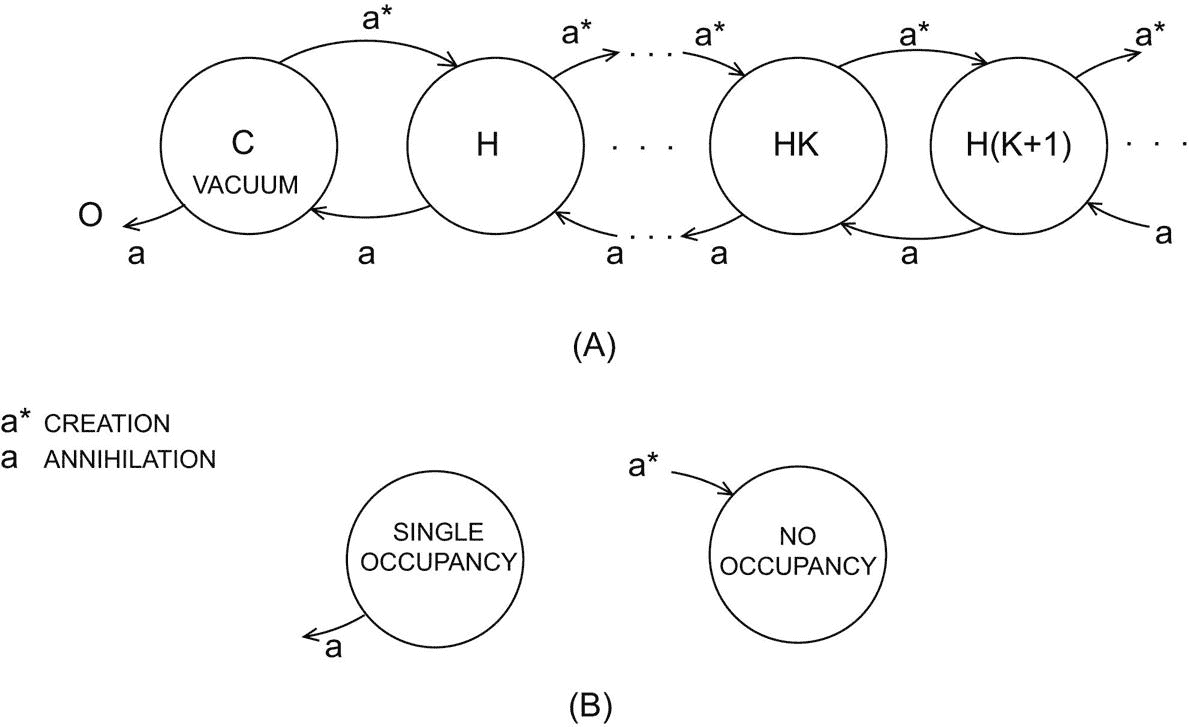 a* a* a* a* a*
C H . . . HK H(K+1) . . .
VACUUM
O
a a a a a a
(A)
a* CREATION
a ANNIHILATION
a*
SINGLE
OCCUPANCY
NO
OCCUPANCY
a
(B)